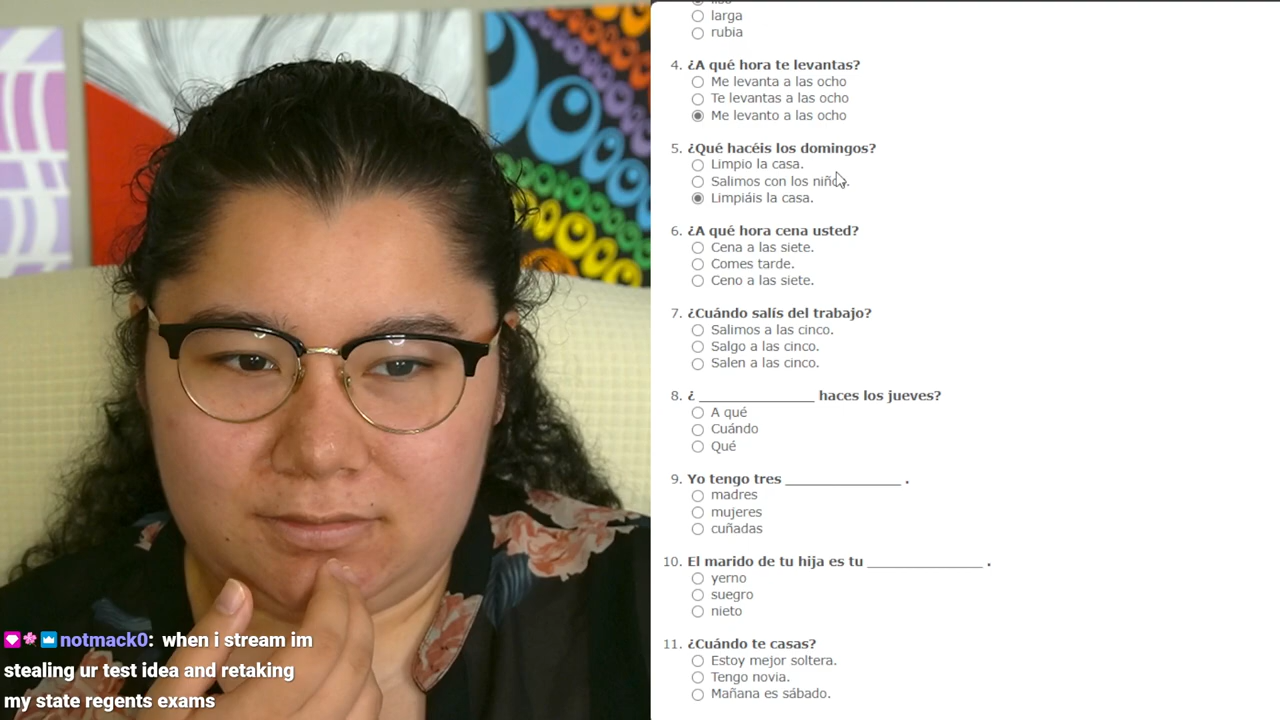 larga
rubia
4. ¿A qué hora te levantas?
Me levanta a las ocho
Te levantas a las ocho
Me levanto a las ocho
5. ¿Qué hacéis los domingos?
Limpio la casa.
Salimos con los
Limpiáis la casa.
6. ¿A qué hora cena usted?
Cena a las siete.
Comes tarde.
Ceno a las siete.
7. ¿Cuándo salís del trabajo?
Salimos a las cinco.
Salgo a las cinco.
Salen a las cinco.
8. ¿ _______________ haces los jueves?
A qué
Cuándo
Qué
9. Yo tengo tres _______________ .
madres
mujeres
cuñadas
10. El marido de tu hija es tu _______________ .
yerno
suegro
nieto
11. ¿Cuándo te casas?
Estoy mejor soltera.
Tengo novia.
Mañana es sábado.
notmack0: when i stream im
stealing ur test idea and retaking
my state regents exams